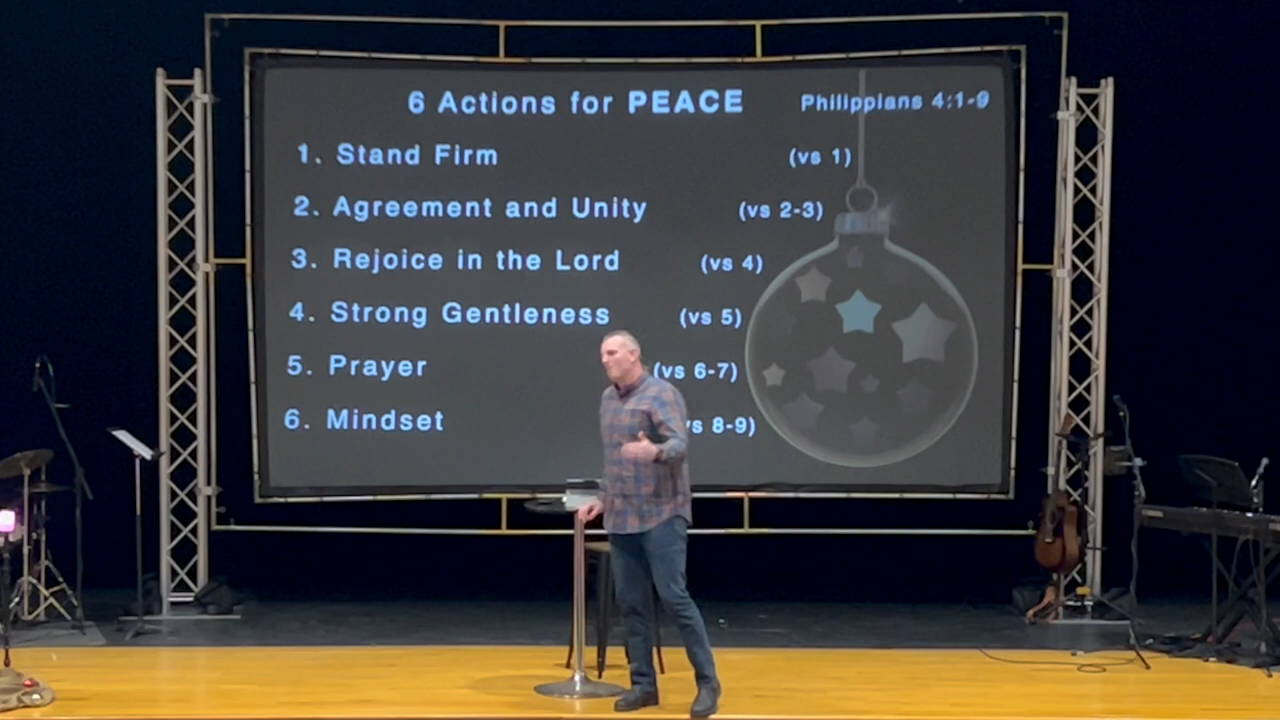 6 Actions for PEACE Philippians 4:1-9
1. Stand Firm (vs 1)
2. Agreement and Unity (vs 2-3)
3. Rejoice in the Lord (vs 4)
4. Strong Gentleness (vs 5)
5. Prayer (vs 6-7)
6. Mindset vs 8-9)